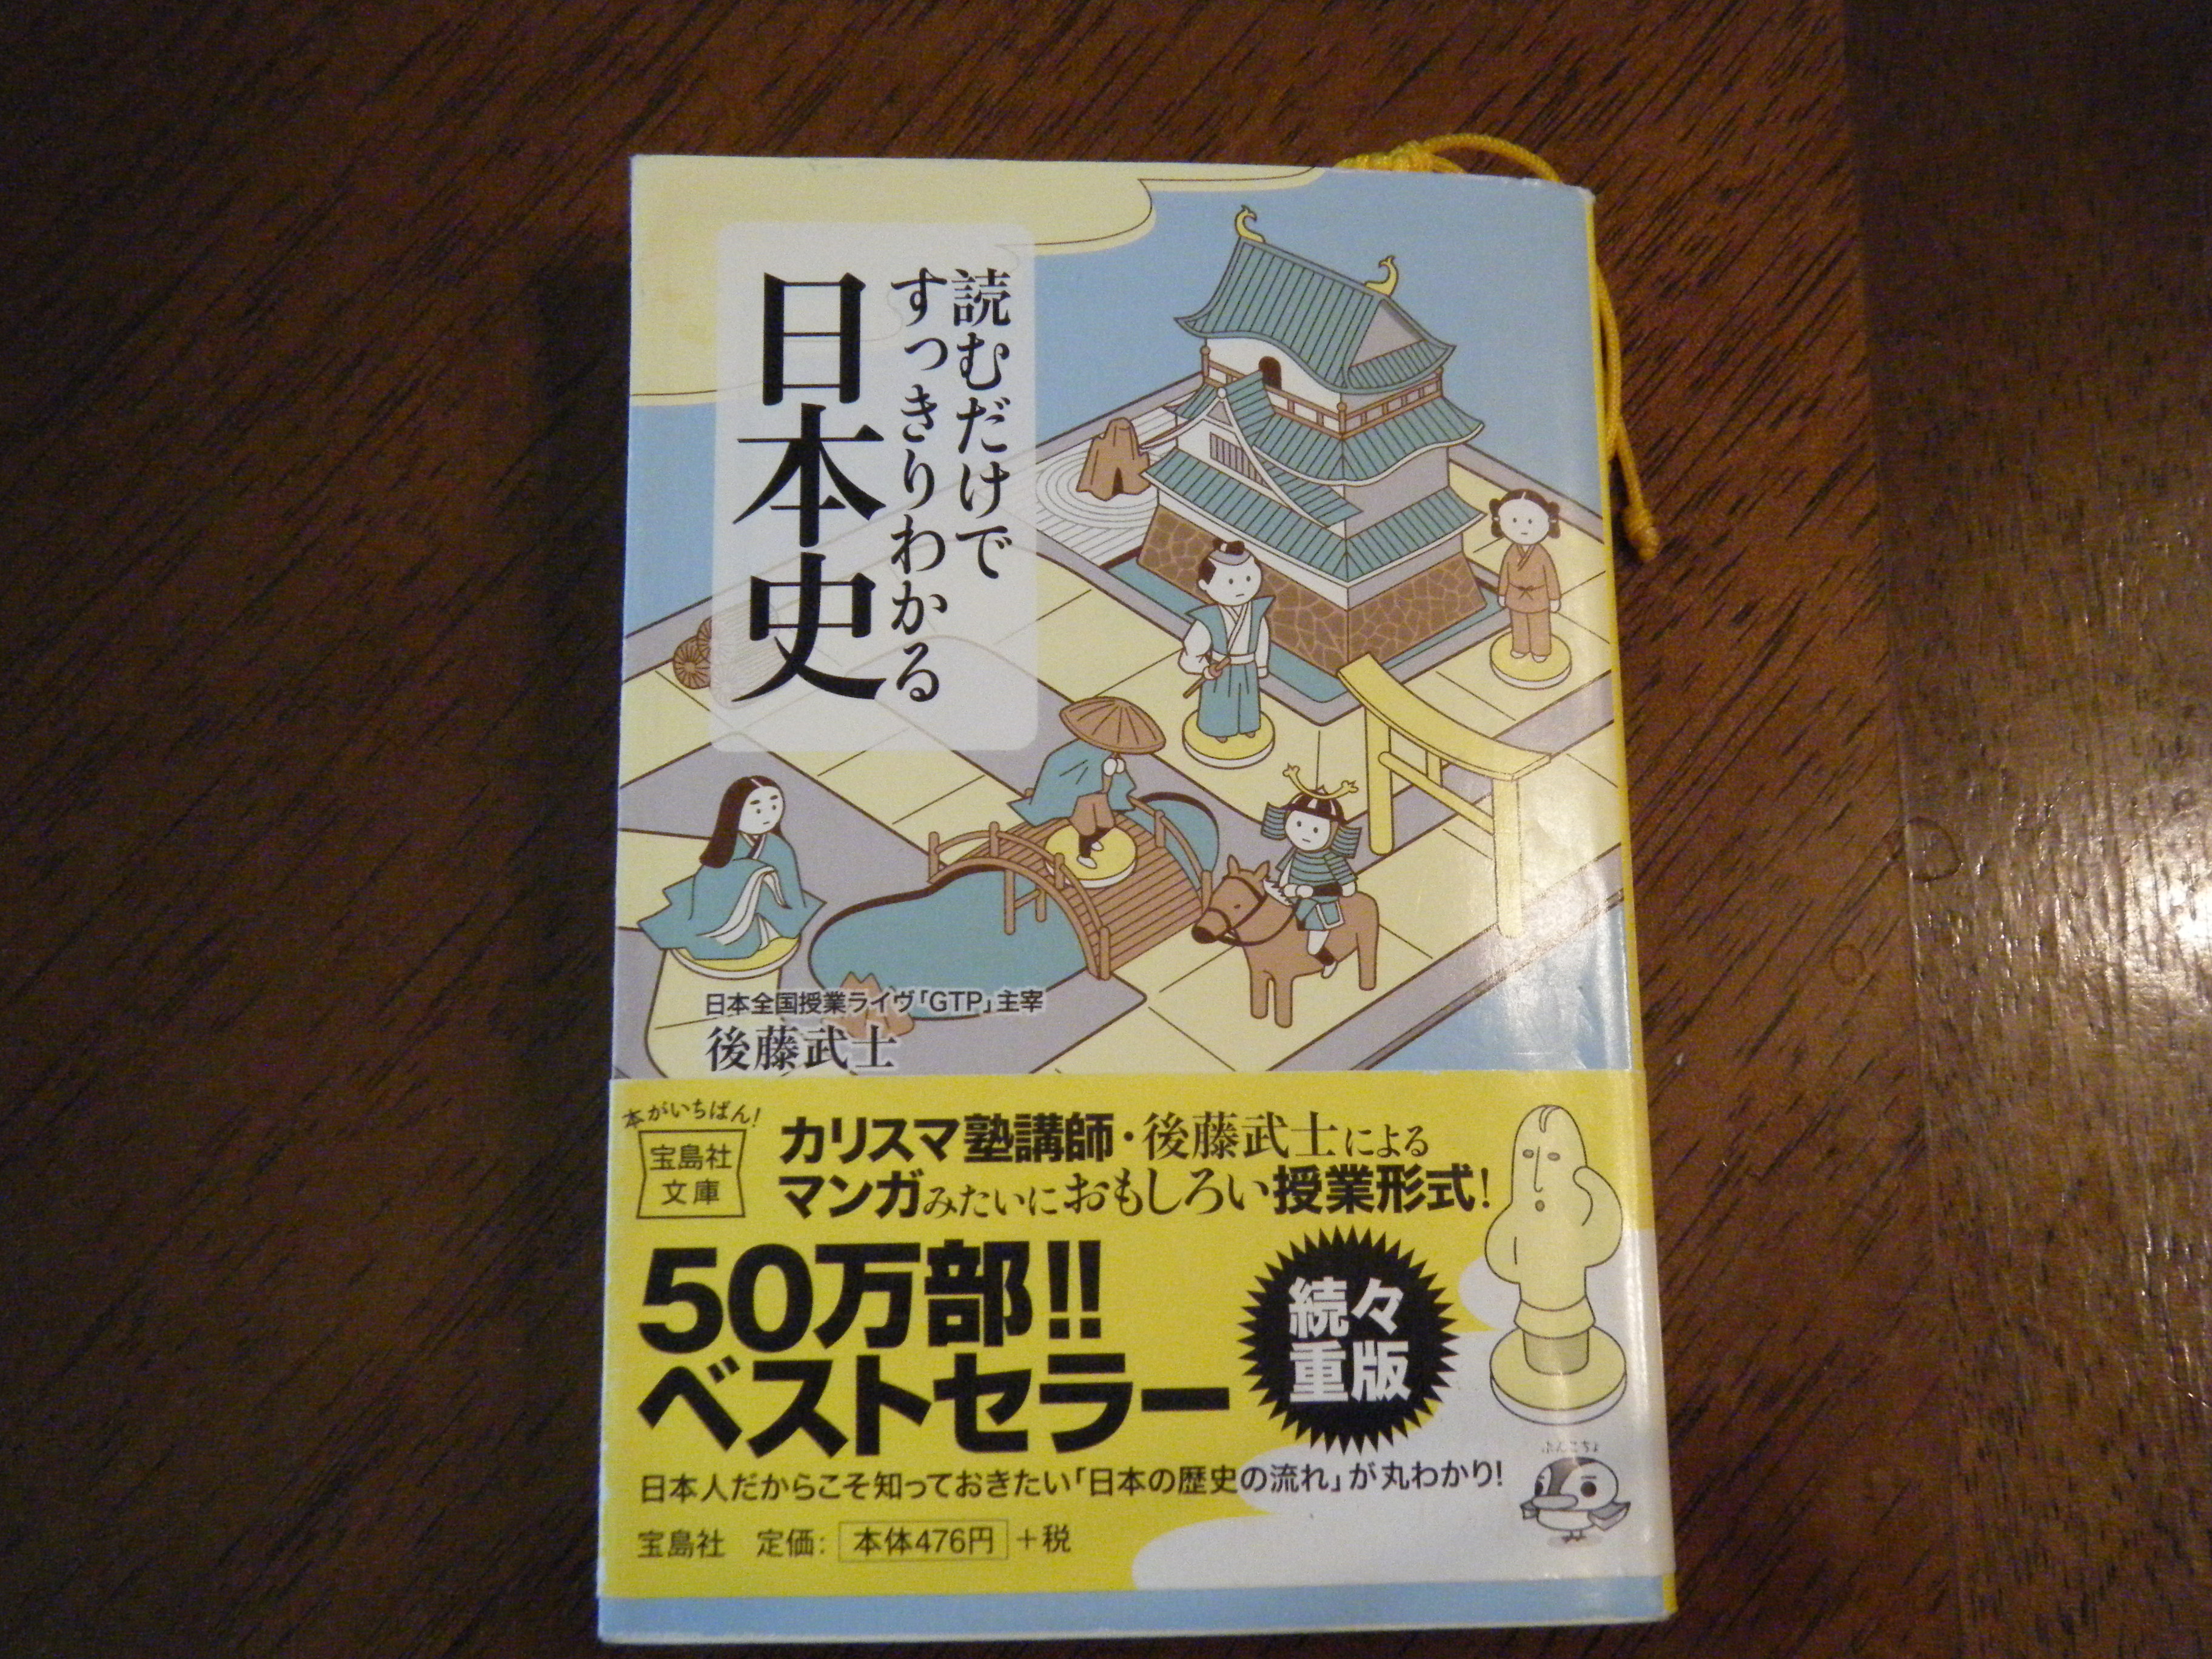 読むだけで
すっきりわかる
日本史
日本全国授業ライヴ「GTP」主宰
後藤武士
本がいちばん!
宝島社
文庫
カリスマ塾講師・後藤武士による
マンガみたいにおもしろい授業形式!
50万部!!
ベストセラー
続々
重版
日本人だからこそ知っておきたい「日本の歴史の流れ」が丸わかり!
宝島社 定価: 本体476円 +税